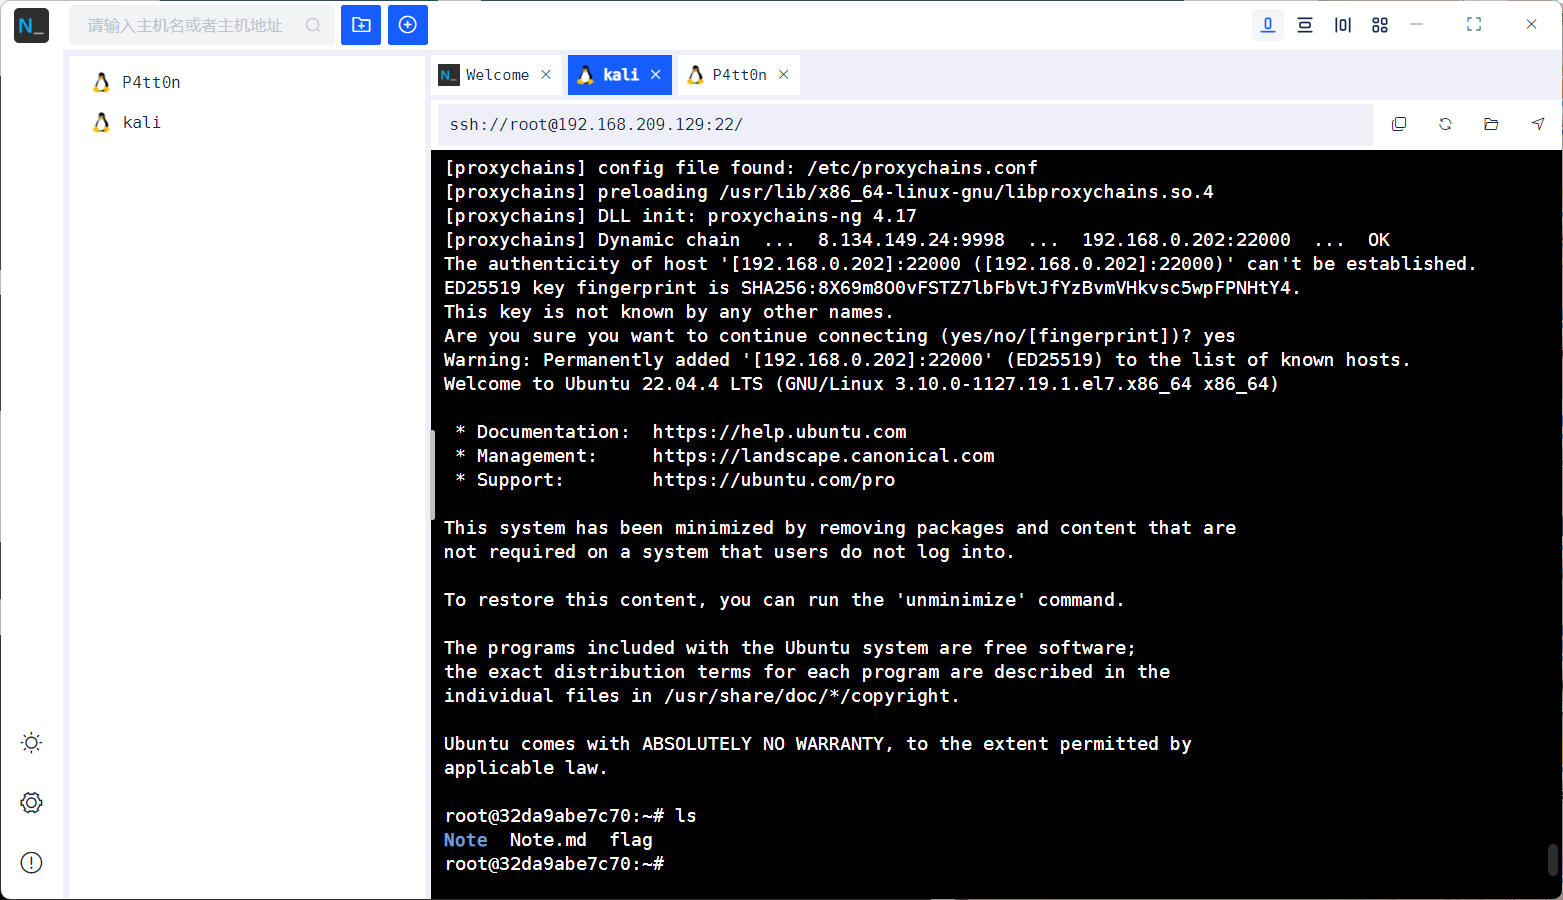 N_
请输入主机名或者主机地址
P4tt0n
kali
N_ Welcome
kali
P4tt0n
ssh://root@192.168.209.129:22/
[proxychains] config file found: /etc/proxychains.conf
[proxychains] preloading /usr/lib/x86_64-linux-gnu/libproxychains.so.4
[proxychains] DLL init: proxychains-ng 4.17
[proxychains] Dynamic chain  ...  8.134.149.24:9998  ...  192.168.0.202:22000  ...  OK
The authenticity of host '[192.168.0.202]:22000 ([192.168.0.202]:22000)' can't be established.
ED25519 key fingerprint is SHA256:8X69m8O0vFSTZ7lbFbVtJfYzBvmVHkvsc5wpFPNHtY4.
This key is not known by any other names.
Are you sure you want to continue connecting (yes/no/[fingerprint])? yes
Warning: Permanently added '[192.168.0.202]:22000' (ED25519) to the list of known hosts.
Welcome to Ubuntu 22.04.4 LTS (GNU/Linux 3.10.0-1127.19.1.el7.x86_64 x86_64)
* Documentation:  https://help.ubuntu.com
* Management:     https://landscape.canonical.com
* Support:        https://ubuntu.com/pro
This system has been minimized by removing packages and content that are
not required on a system that users do not log into.
To restore this content, you can run the 'unminimize' command.
The programs included with the Ubuntu system are free software;
the exact distribution terms for each program are described in the
individual files in /usr/share/doc/*/copyright.
Ubuntu comes with ABSOLUTELY NO WARRANTY, to the extent permitted by
applicable law.
root@32da9abe7c70:~# ls
Note  Note.md  flag
root@32da9abe7c70:~#